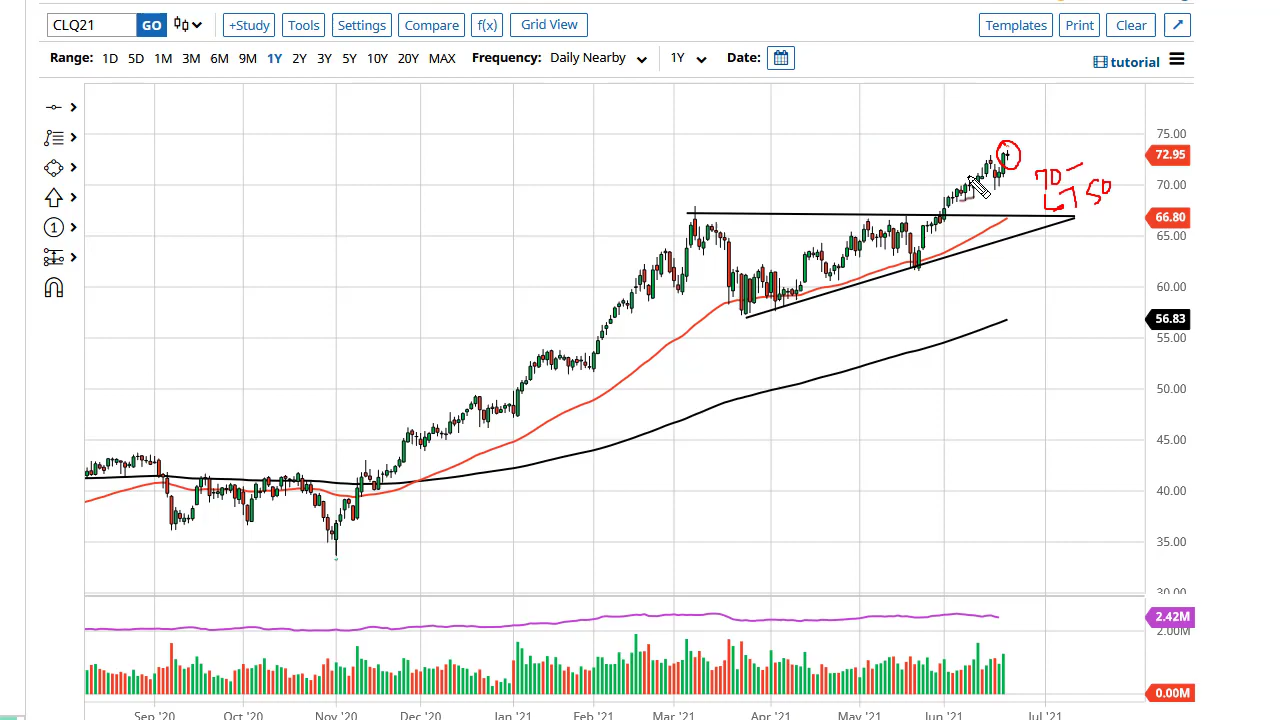 CLQ21 GO +Study Tools Settings Compare f(x) Grid View Templates Print Clear
Range: 1D 5D 1M 3M 6M 9M 1Y 2Y 3Y 5Y 10Y 20Y MAX Frequency: Daily Nearby 1Y Date: tutorial
75.00
72.95
70.00
66.80
65.00
60.00
56.83
55.00
50.00
45.00
40.00
35.00
30.00
2.42M
2.00M
0.00M
70
67 50
1
Sep '20 Oct '20 Nov '20 Dec '20 Jan '21 Feb '21 Mar '21 Apr '21 May '21 Jun '21 Jul '21